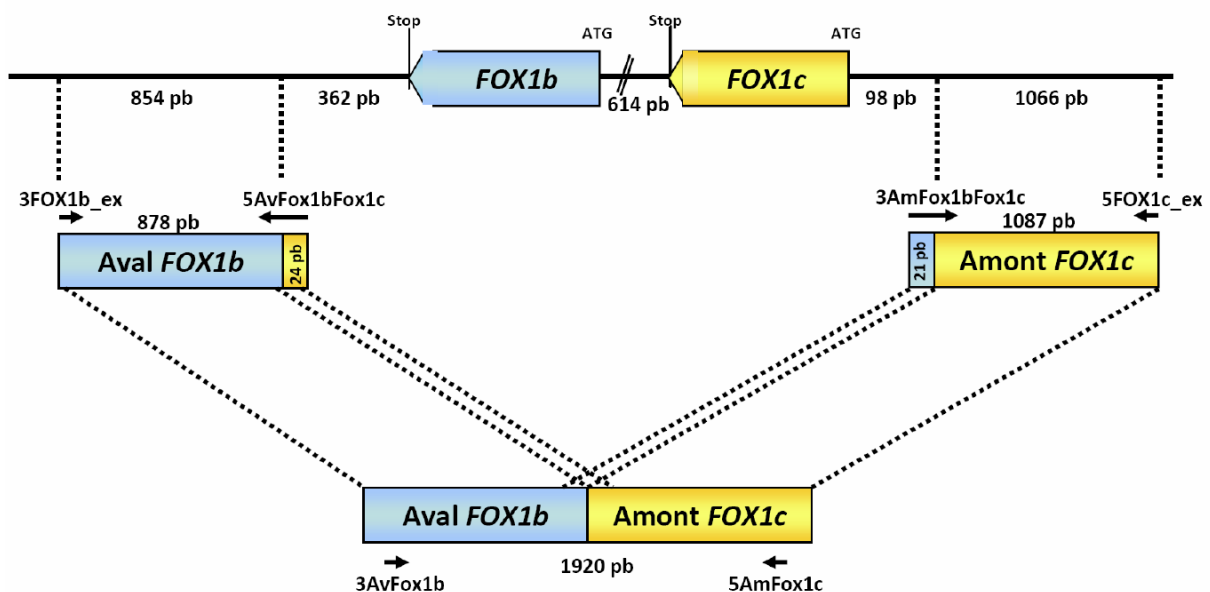 Stop
ATG
Stop
ATG
FOX1b
FOX1c
854 pb
362 pb
614 pb
98 pb
1066 pb
3FOX1b_ex
5AvFox1bFox1c
3AmFox1bFox1c
5FOX1c_ex
878 pb
1087 pb
Aval FOX1b
24 pb
21 pb
Amont FOX1c
Aval FOX1b
Amont FOX1c
3AvFox1b
1920 pb
5AmFox1c